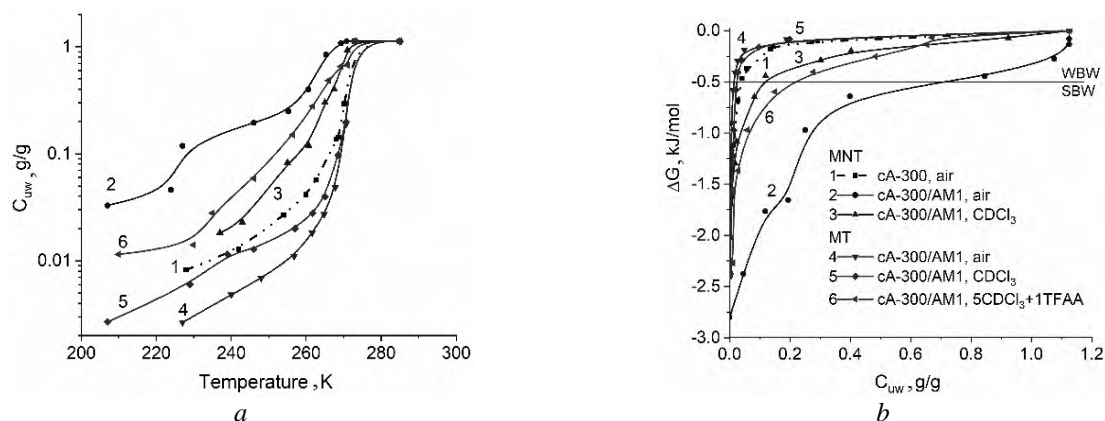 1
0.1
0.01
C_uw, g/g
200 220 240 260 280 300
Temperature, K
2
6
3
1
5
4
a
0.0
-0.5
-1.0
-1.5
-2.0
-2.5
-3.0
ΔG, kJ/mol
0.0 0.2 0.4 0.6 0.8 1.0 1.2
C_uw, g/g
4
5
1
3
6
2
WBW
SBW
MNT
1 cA-300, air
2 cA-300/AM1, air
3 cA-300/AM1, CDCl₃
MT
4 cA-300/AM1, air
5 cA-300/AM1, CDCl₃
6 cA-300/AM1, 5CDCl₃+1TFAA
b